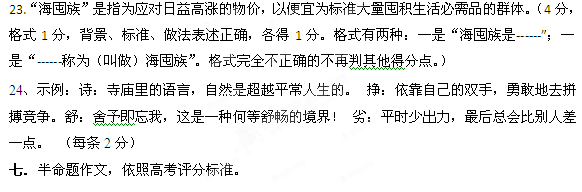 23.“海囤族”是指为应对日益高涨的物价，以便宜为标准大量囤积生活必需品的群体。（4分，
格式1分，背景、标准、做法表述正确，各得 1分。格式有两种：一是“海囤族是------”；一
是“------称为（叫做）海囤族”。格式完全不正确的不再判其他得分点。）
24、示例：诗：寺庙里的语言，自然是超越平常人生的。 挣：依靠自己的双手，勇敢地去拼
搏竞争。舒：舍予即忘我，这是一种何等舒畅的境界！ 劣：平时少出力，最后总会比别人差
一点。 （每条2分）
七．半命题作文，依照高考评分标准。